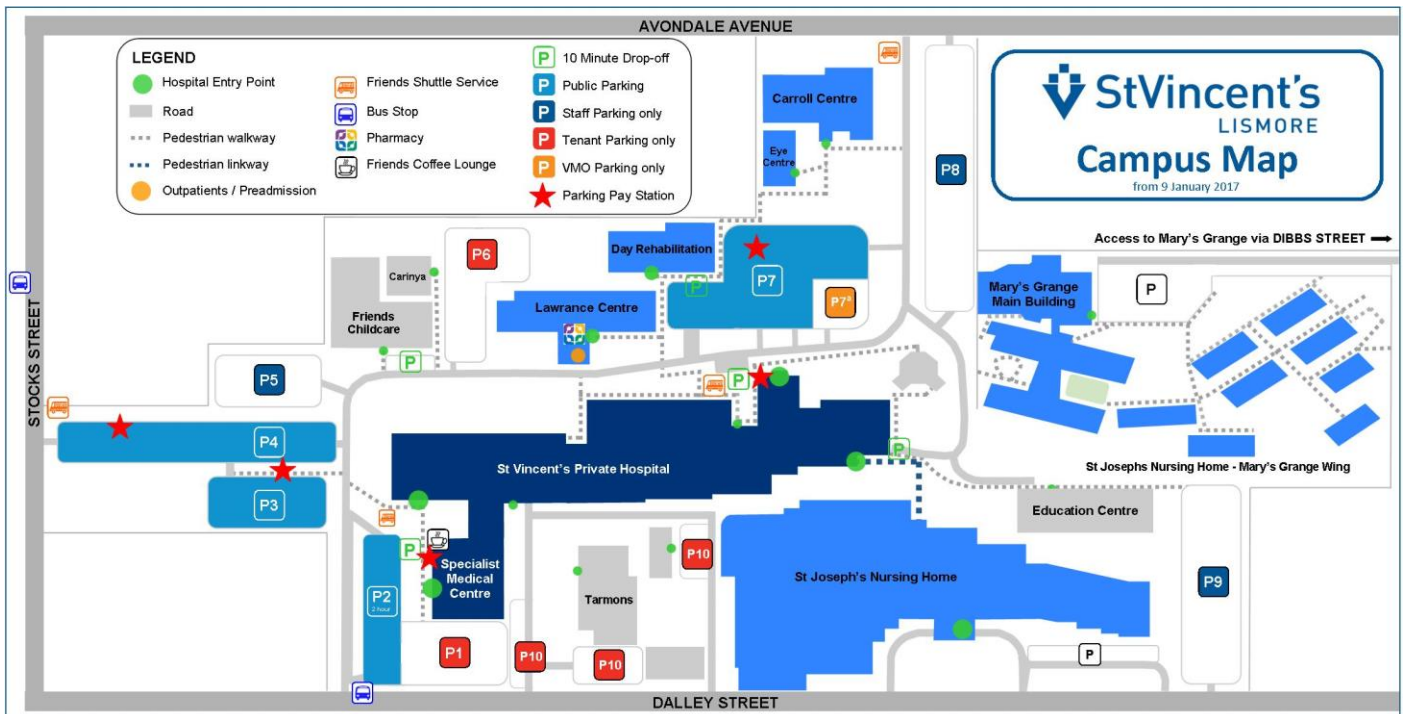 AVONDALE AVENUE
LEGEND
Hospital Entry Point
Road
Pedestrian walkway
Pedestrian linkway
Outpatients / Preadmission
Friends Shuttle Service
Bus Stop
Pharmacy
Friends Coffee Lounge
P 10 Minute Drop-off
P Public Parking
P Staff Parking only
P Tenant Parking only
P VMO Parking only
Parking Pay Station
StVincent's
LISMORE
Campus Map
from 9 January 2017
Carroll Centre
Eye
Centre
P8
Access to Mary's Grange via DIBBS STREET
STOCKS STREET
P6
Day Rehabilitation
P
P7
P7ᵃ
Carinya
Friends
Childcare
P
Lawrance Centre
Mary's Grange
Main Building
P
P5
P
P4
P3
St Vincent's Private Hospital
P
St Josephs Nursing Home - Mary's Grange Wing
Education Centre
P
Specialist
Medical
Centre
P2
2 hour
P1
P10
Tarmons
P10
P10
St Joseph's Nursing Home
P9
P
DALLEY STREET